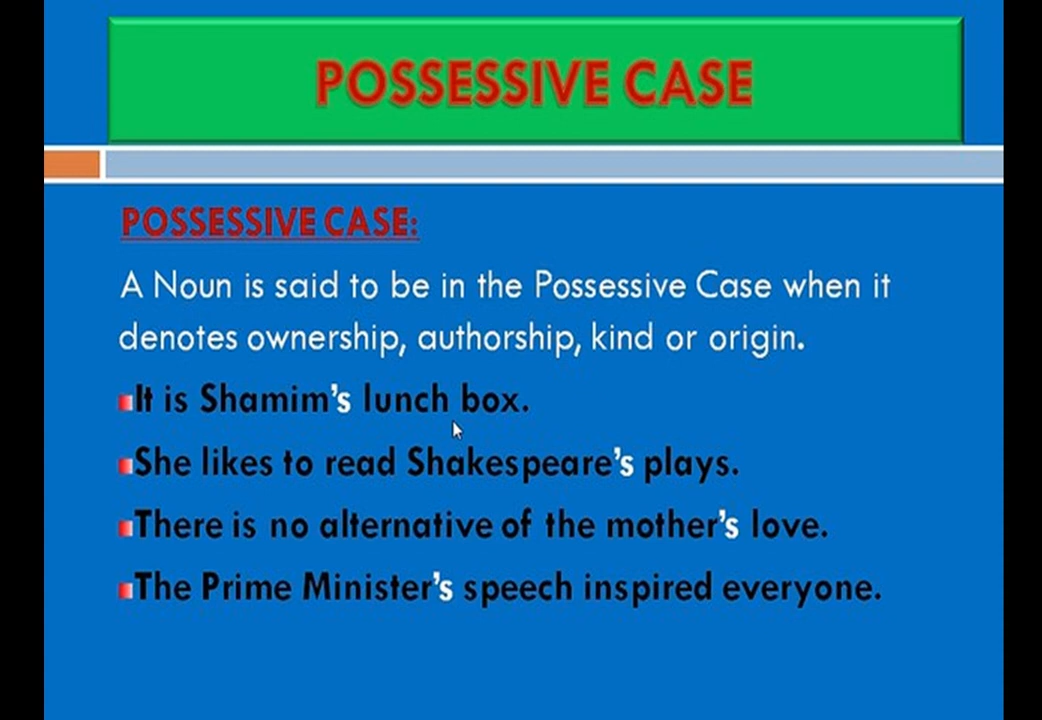 POSSESSIVE CASE
POSSESSIVE CASE:
A Noun is said to be in the Possessive Case when it
denotes ownership, authorship, kind or origin.
It is Shamim’s lunch box.
She likes to read Shakespeare’s plays.
There is no alternative of the mother’s love.
The Prime Minister’s speech inspired everyone.